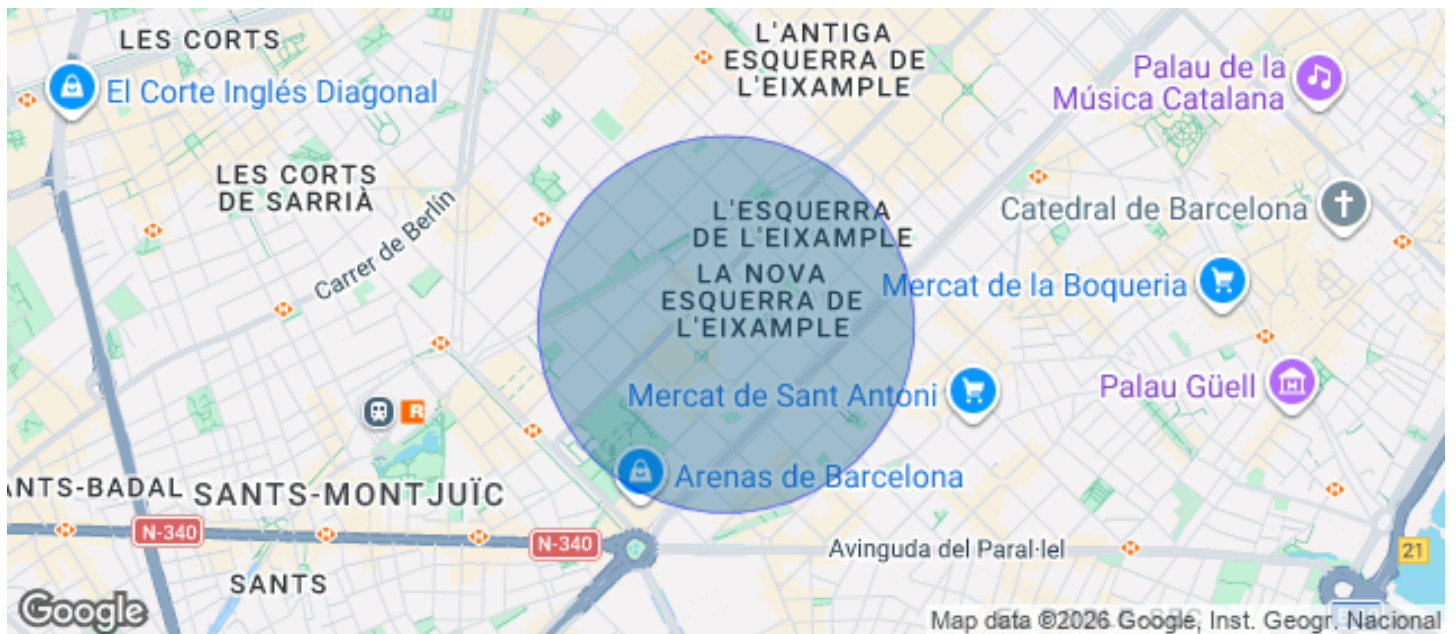 LES CORTS
El Corte Inglés Diagonal
L'ANTIGA
ESQUERRA DE
L'EIXAMPLE
Palau de la
Música Catalana
LES CORTS
DE SARRIÀ
Carrer de Berlín
L'ESQUERRA
DE L'EIXAMPLE
Catedral de Barcelona
LA NOVA
ESQUERRA DE
L'EIXAMPLE
Mercat de la Boqueria
Mercat de Sant Antoni
Palau Güell
R
Arenas de Barcelona
ANTS-BADAL
SANTS-MONTJUÏC
N-340
N-340
Avinguda del Paral·lel
21
SANTS
Google
Map data ©2026 Google, Inst. Geogr. Nacional